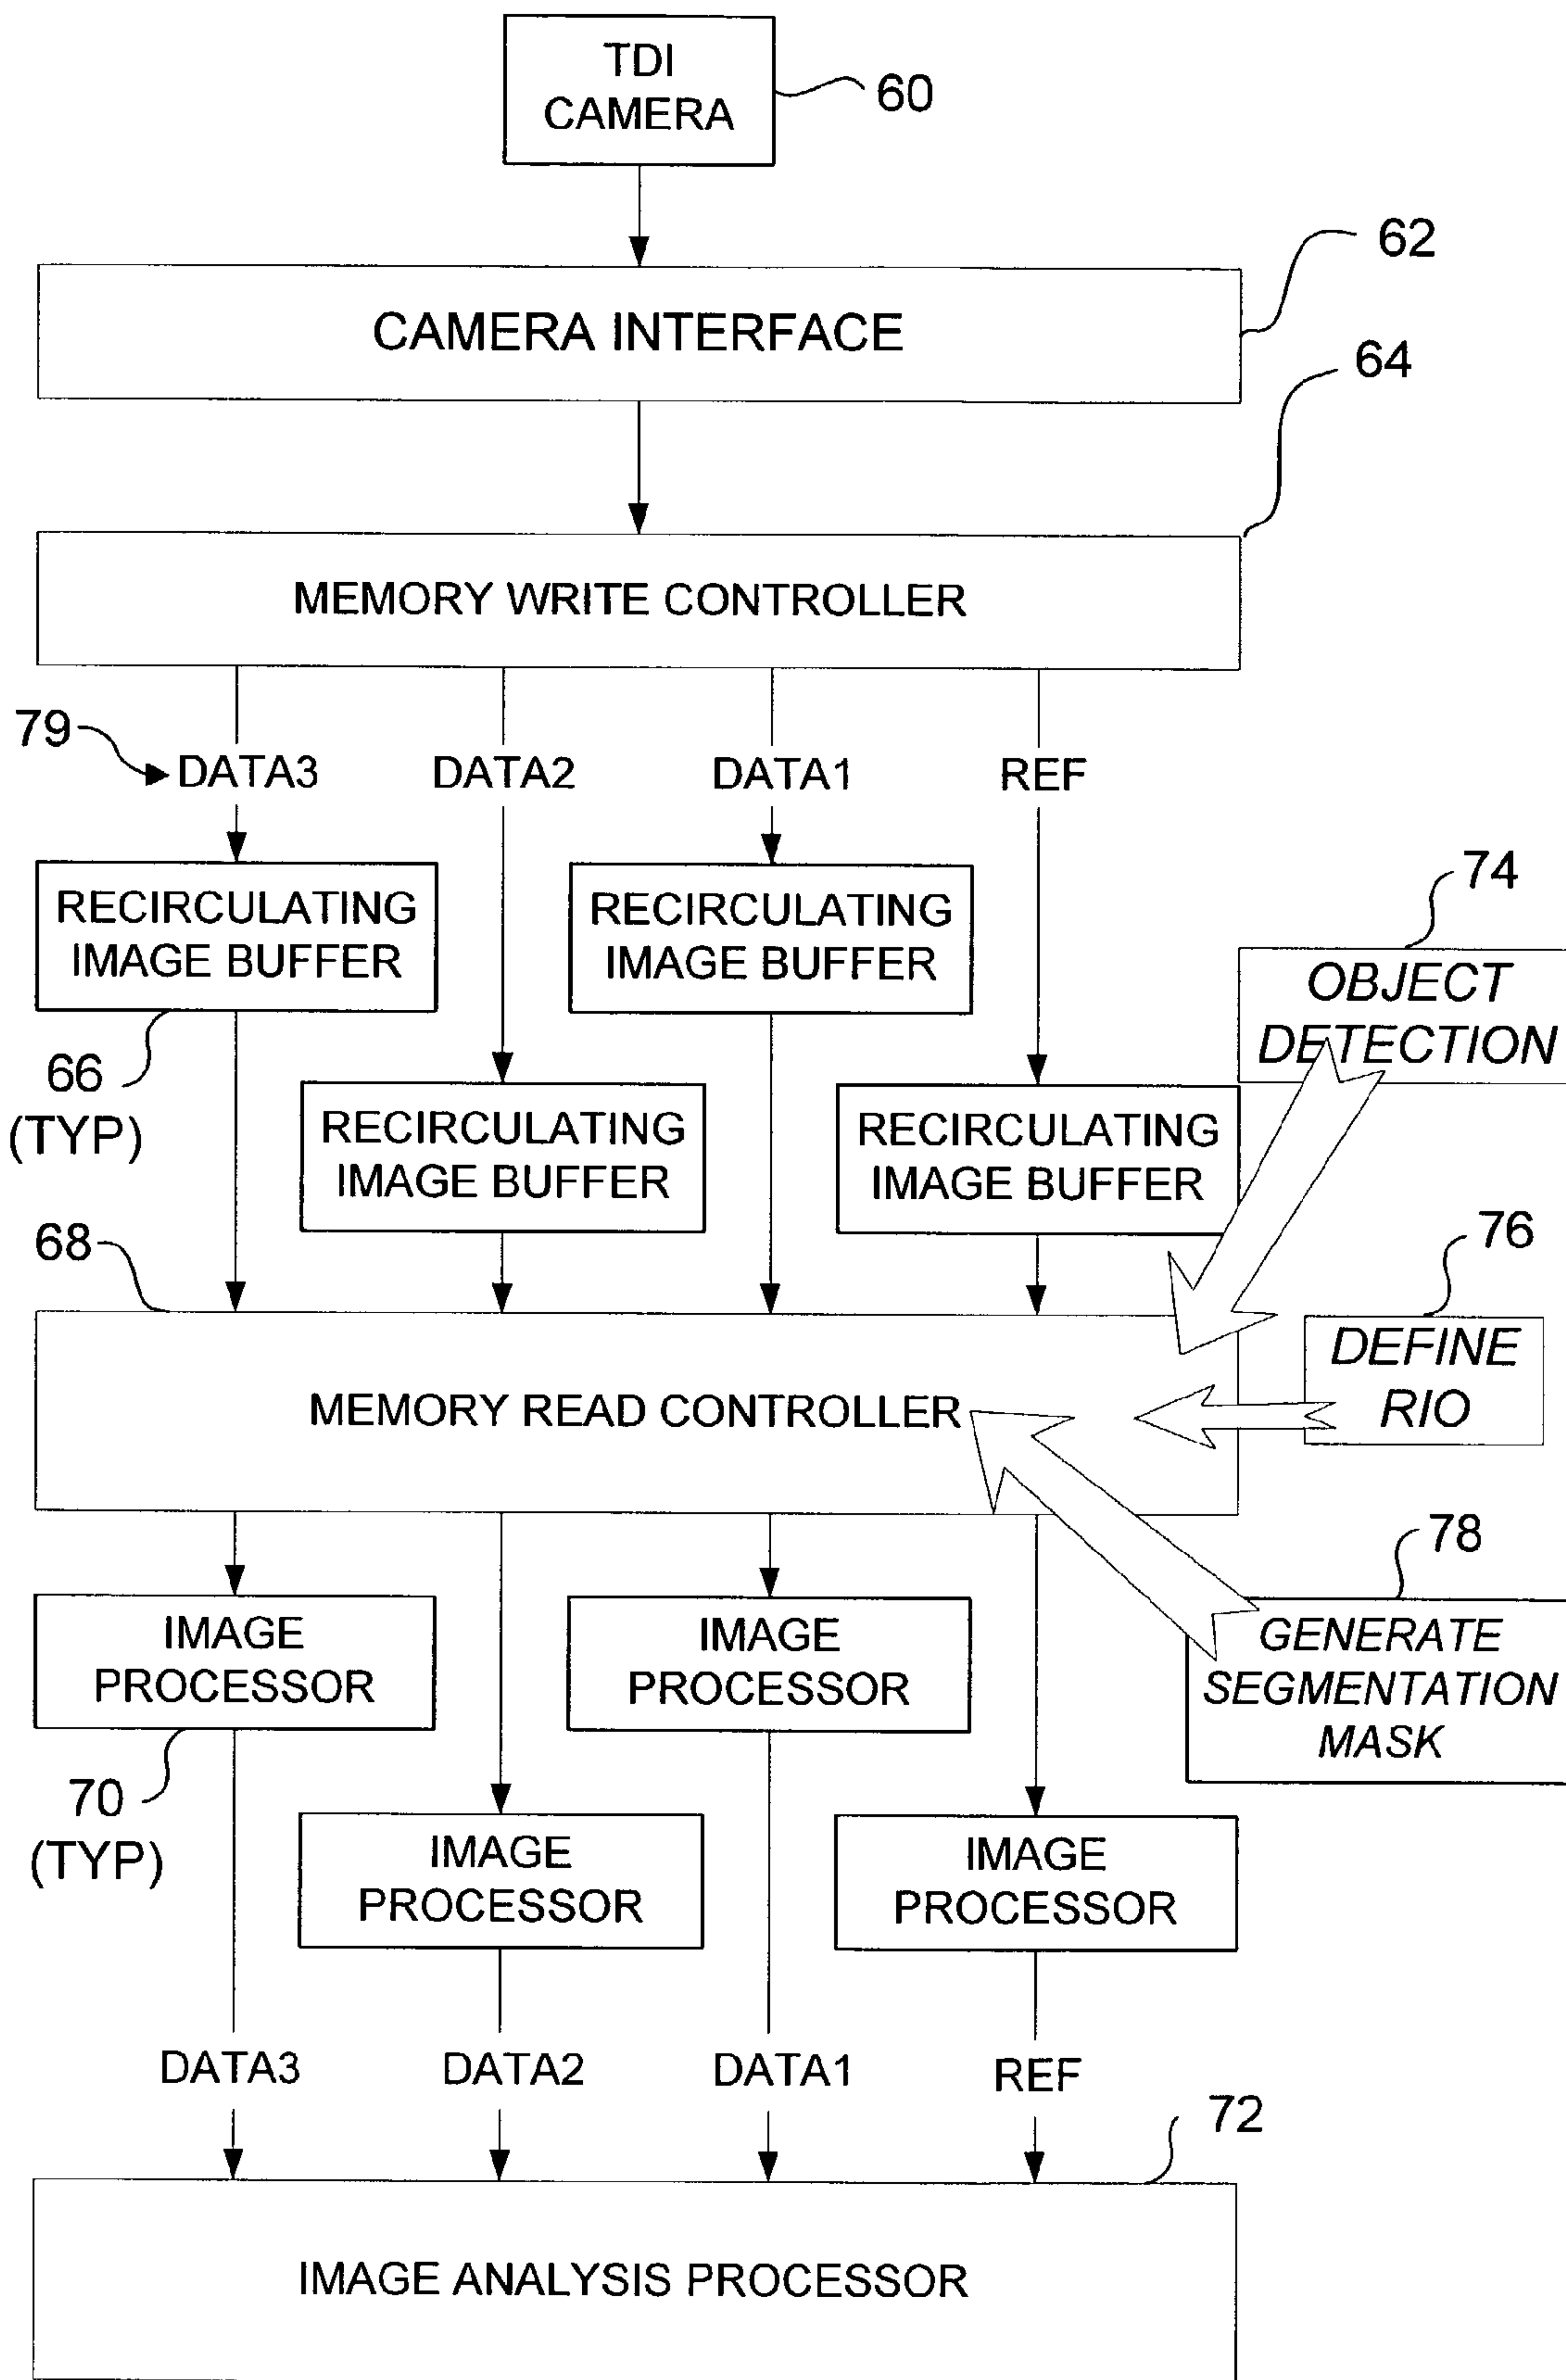 TDI
CAMERA
60
62
CAMERA INTERFACE
64
MEMORY WRITE CONTROLLER
79
DATA3
DATA2
DATA1
REF
RECIRCULATING
IMAGE BUFFER
RECIRCULATING
IMAGE BUFFER
74
OBJECT
DETECTION
66
(TYP)
RECIRCULATING
IMAGE BUFFER
RECIRCULATING
IMAGE BUFFER
68
76
DEFINE
RIO
MEMORY READ CONTROLLER
78
GENERATE
SEGMENTATION
MASK
IMAGE
PROCESSOR
IMAGE
PROCESSOR
70
(TYP)
IMAGE
PROCESSOR
IMAGE
PROCESSOR
DATA3
DATA2
DATA1
REF
72
IMAGE ANALYSIS PROCESSOR